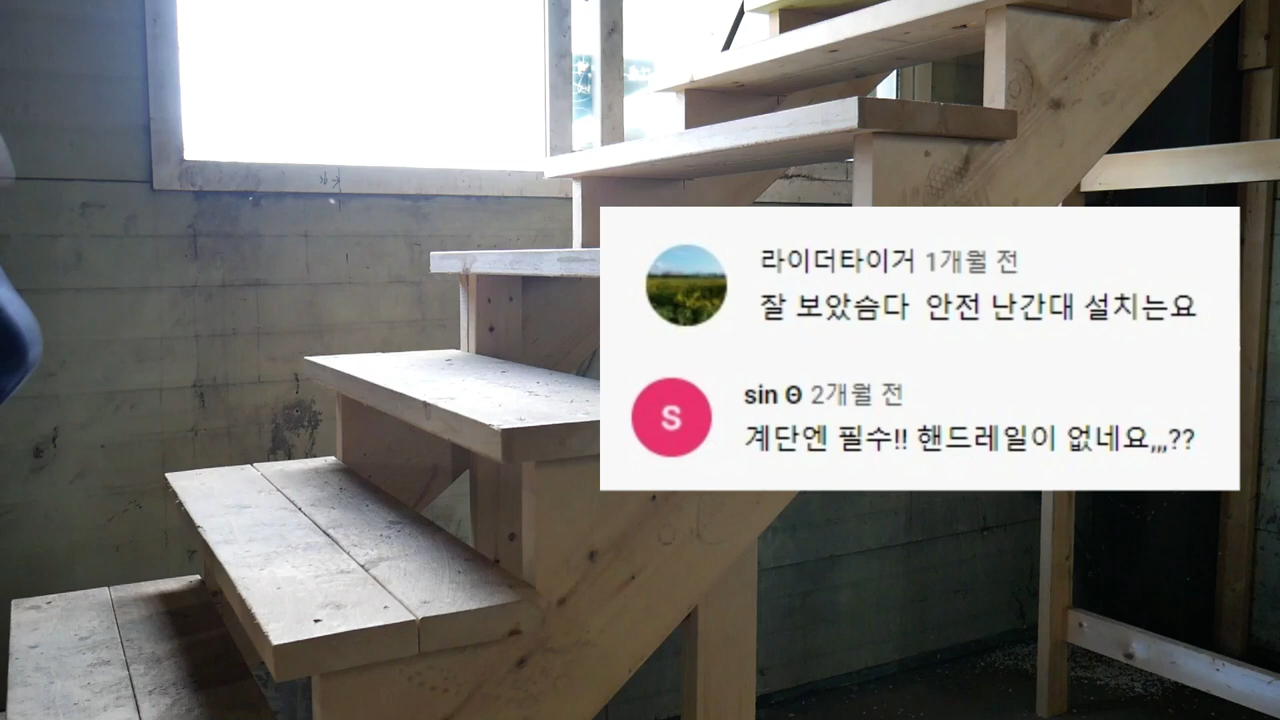 라이더타이거 1개월 전
잘 보았슴다 안전 난간대 설치는요
S
sin Θ 2개월 전
계단엔 필수!! 핸드레일이 없네요,,,??